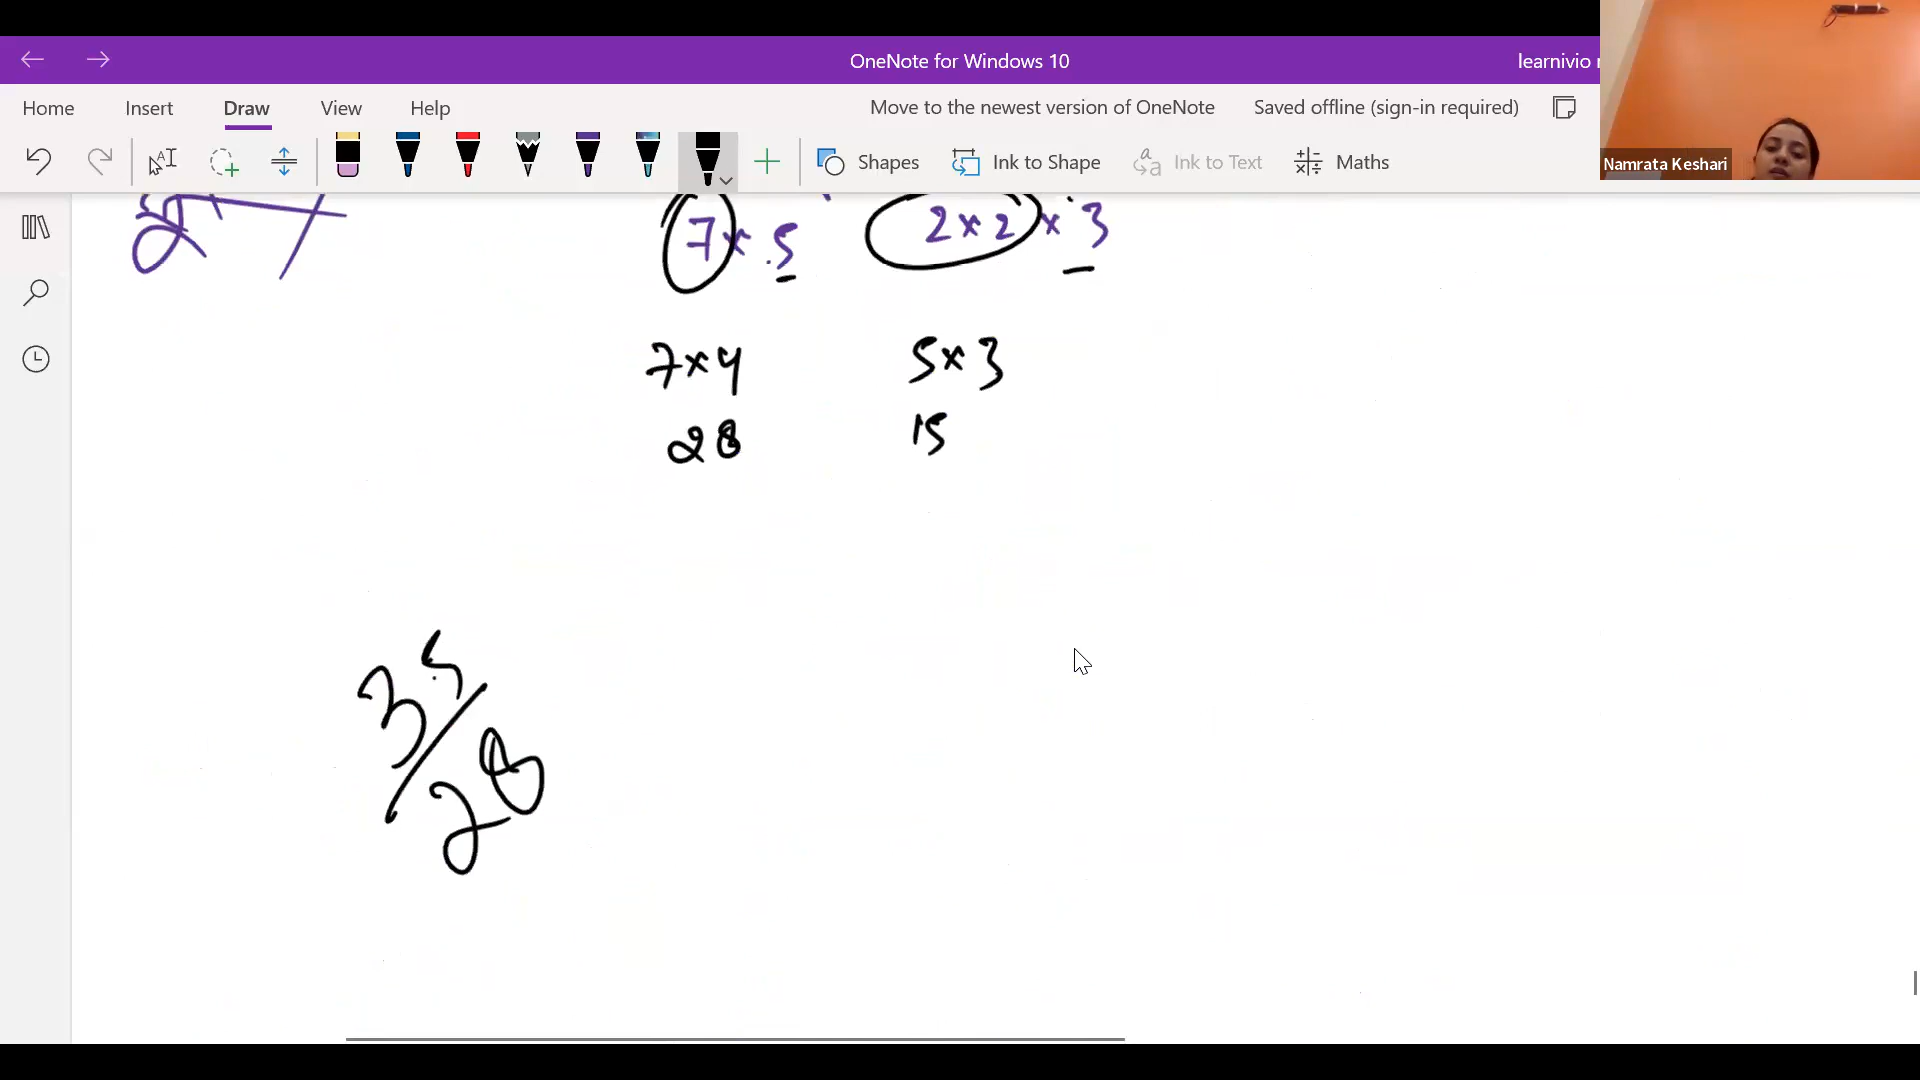 OneNote for Windows 10
learnivio
Home Insert Draw View Help
Move to the newest version of OneNote Saved offline (sign-in required)
Shapes Ink to Shape Ink to Text Maths
Namrata Keshari
7 x 5 2 x 2 x 3
7 x 4 5 x 3
28 15
35/28